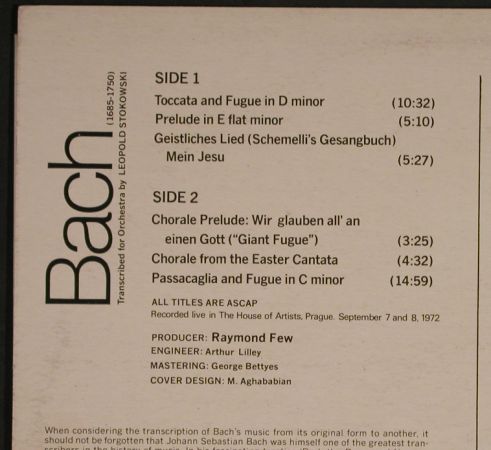 Bach
(1685-1750)
Transcribed for Orchestra by LEOPOLD STOKOWSKI
SIDE 1
Toccata and Fugue in D minor (10:32)
Prelude in E flat minor (5:10)
Geistliches Lied (Schemelli's Gesangbuch)
Mein Jesu (5:27)
SIDE 2
Chorale Prelude: Wir glauben all' an
einen Gott ("Giant Fugue") (3:25)
Chorale from the Easter Cantata (4:32)
Passacaglia and Fugue in C minor (14:59)
ALL TITLES ARE ASCAP
Recorded live in The House of Artists, Prague. September 7 and 8, 1972
PRODUCER: Raymond Few
ENGINEER: Arthur Lilley
MASTERING: George Bettyes
COVER DESIGN: M. Aghababian
When considering the transcription of Bach's music from its original form to another, it
should not be forgotten that Johann Sebastian Bach was himself one of the greatest tran-